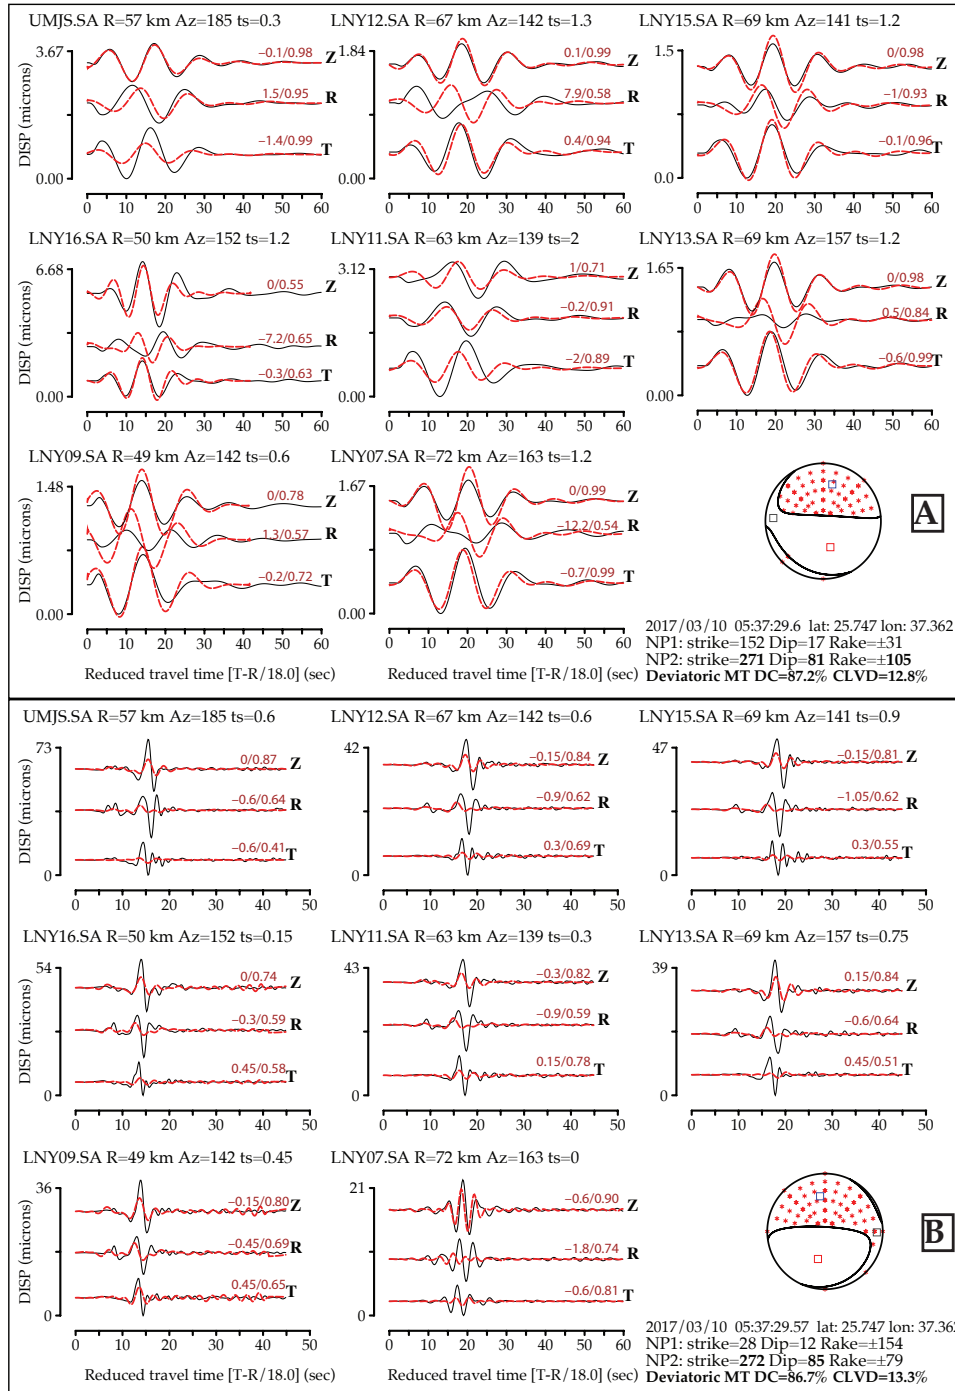 UMJS.SA R=57 km Az=185 ts=0.3
LNY12.SA R=67 km Az=142 ts=1.3
LNY15.SA R=69 km Az=141 ts=1.2
DISP (microns)
3.67
0.00
−0.1/0.98 Z
1.5/0.95 R
−1.4/0.99 T
0 10 20 30 40 50 60
1.84
0.00
0.1/0.99 Z
7.9/0.58 R
0.4/0.94 T
0 10 20 30 40 50 60
1.5
0.0
0/0.98 Z
−1/0.93 R
−0.1/0.96 T
0 10 20 30 40 50 60
LNY16.SA R=50 km Az=152 ts=1.2
LNY11.SA R=63 km Az=139 ts=2
LNY13.SA R=69 km Az=157 ts=1.2
DISP (microns)
6.68
0.00
0/0.55 Z
−7.2/0.65 R
−0.3/0.63 T
0 10 20 30 40 50 60
3.12
0.00
1/0.71 Z
−0.2/0.91 R
−2/0.89 T
0 10 20 30 40 50 60
1.65
0.00
0/0.98 Z
0.5/0.84 R
−0.6/0.99 T
0 10 20 30 40 50 60
LNY09.SA R=49 km Az=142 ts=0.6
LNY07.SA R=72 km Az=163 ts=1.2
DISP (microns)
1.48
0.00
0/0.78 Z
1.3/0.57 R
−0.2/0.72 T
0 10 20 30 40 50 60
Reduced travel time [T-R/18.0] (sec)
1.67
0.00
0/0.99 Z
−12.2/0.54 R
−0.7/0.99 T
0 10 20 30 40 50 60
Reduced travel time [T-R/18.0] (sec)
A
2017/03/10 05:37:29.6 lat: 25.747 lon: 37.362
NP1: strike=152 Dip=17 Rake=±31
NP2: strike=271 Dip=81 Rake=±105
Deviatoric MT DC=87.2% CLVD=12.8%
UMJS.SA R=57 km Az=185 ts=0.6
LNY12.SA R=67 km Az=142 ts=0.6
LNY15.SA R=69 km Az=141 ts=0.9
DISP (microns)
73
0
0/0.87 Z
−0.6/0.64 R
−0.6/0.41 T
0 10 20 30 40 50
42
0
−0.15/0.84 Z
−0.9/0.62 R
0.3/0.69 T
0 10 20 30 40 50
47
0
−0.15/0.81 Z
−1.05/0.62 R
0.3/0.55 T
0 10 20 30 40 50
LNY16.SA R=50 km Az=152 ts=0.15
LNY11.SA R=63 km Az=139 ts=0.3
LNY13.SA R=69 km Az=157 ts=0.75
DISP (microns)
54
0
0/0.74 Z
−0.3/0.59 R
0.45/0.58 T
0 10 20 30 40 50
43
0
−0.3/0.82 Z
−0.9/0.59 R
0.15/0.78 T
0 10 20 30 40 50
39
0
0.15/0.84 Z
−0.6/0.64 R
0.45/0.51 T
0 10 20 30 40 50
LNY09.SA R=49 km Az=142 ts=0.45
LNY07.SA R=72 km Az=163 ts=0
DISP (microns)
36
0
−0.15/0.80 Z
−0.45/0.69 R
0.45/0.65 T
0 10 20 30 40 50
Reduced travel time [T-R/18.0] (sec)
21
0
−0.6/0.90 Z
−1.8/0.74 R
−0.6/0.81 T
0 10 20 30 40 50
Reduced travel time [T-R/18.0] (sec)
B
2017/03/10 05:37:29.57 lat: 25.747 lon: 37.362
NP1: strike=28 Dip=12 Rake=±154
NP2: strike=272 Dip=85 Rake=±79
Deviatoric MT DC=86.7% CLVD=13.3%